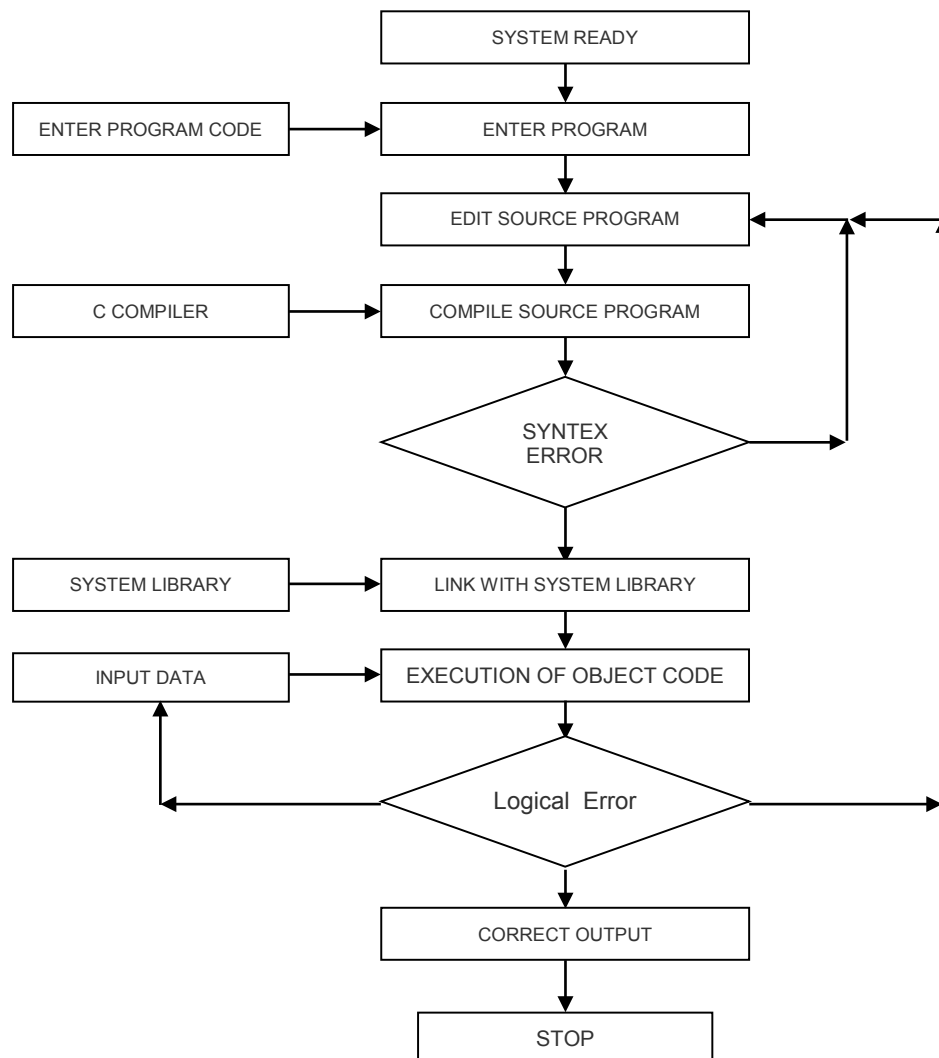 SYSTEM READY
ENTER PROGRAM CODE
ENTER PROGRAM
EDIT SOURCE PROGRAM
C COMPILER
COMPILE SOURCE PROGRAM
SYNTEX
ERROR
SYSTEM LIBRARY
LINK WITH SYSTEM LIBRARY
INPUT DATA
EXECUTION OF OBJECT CODE
Logical Error
CORRECT OUTPUT
STOP